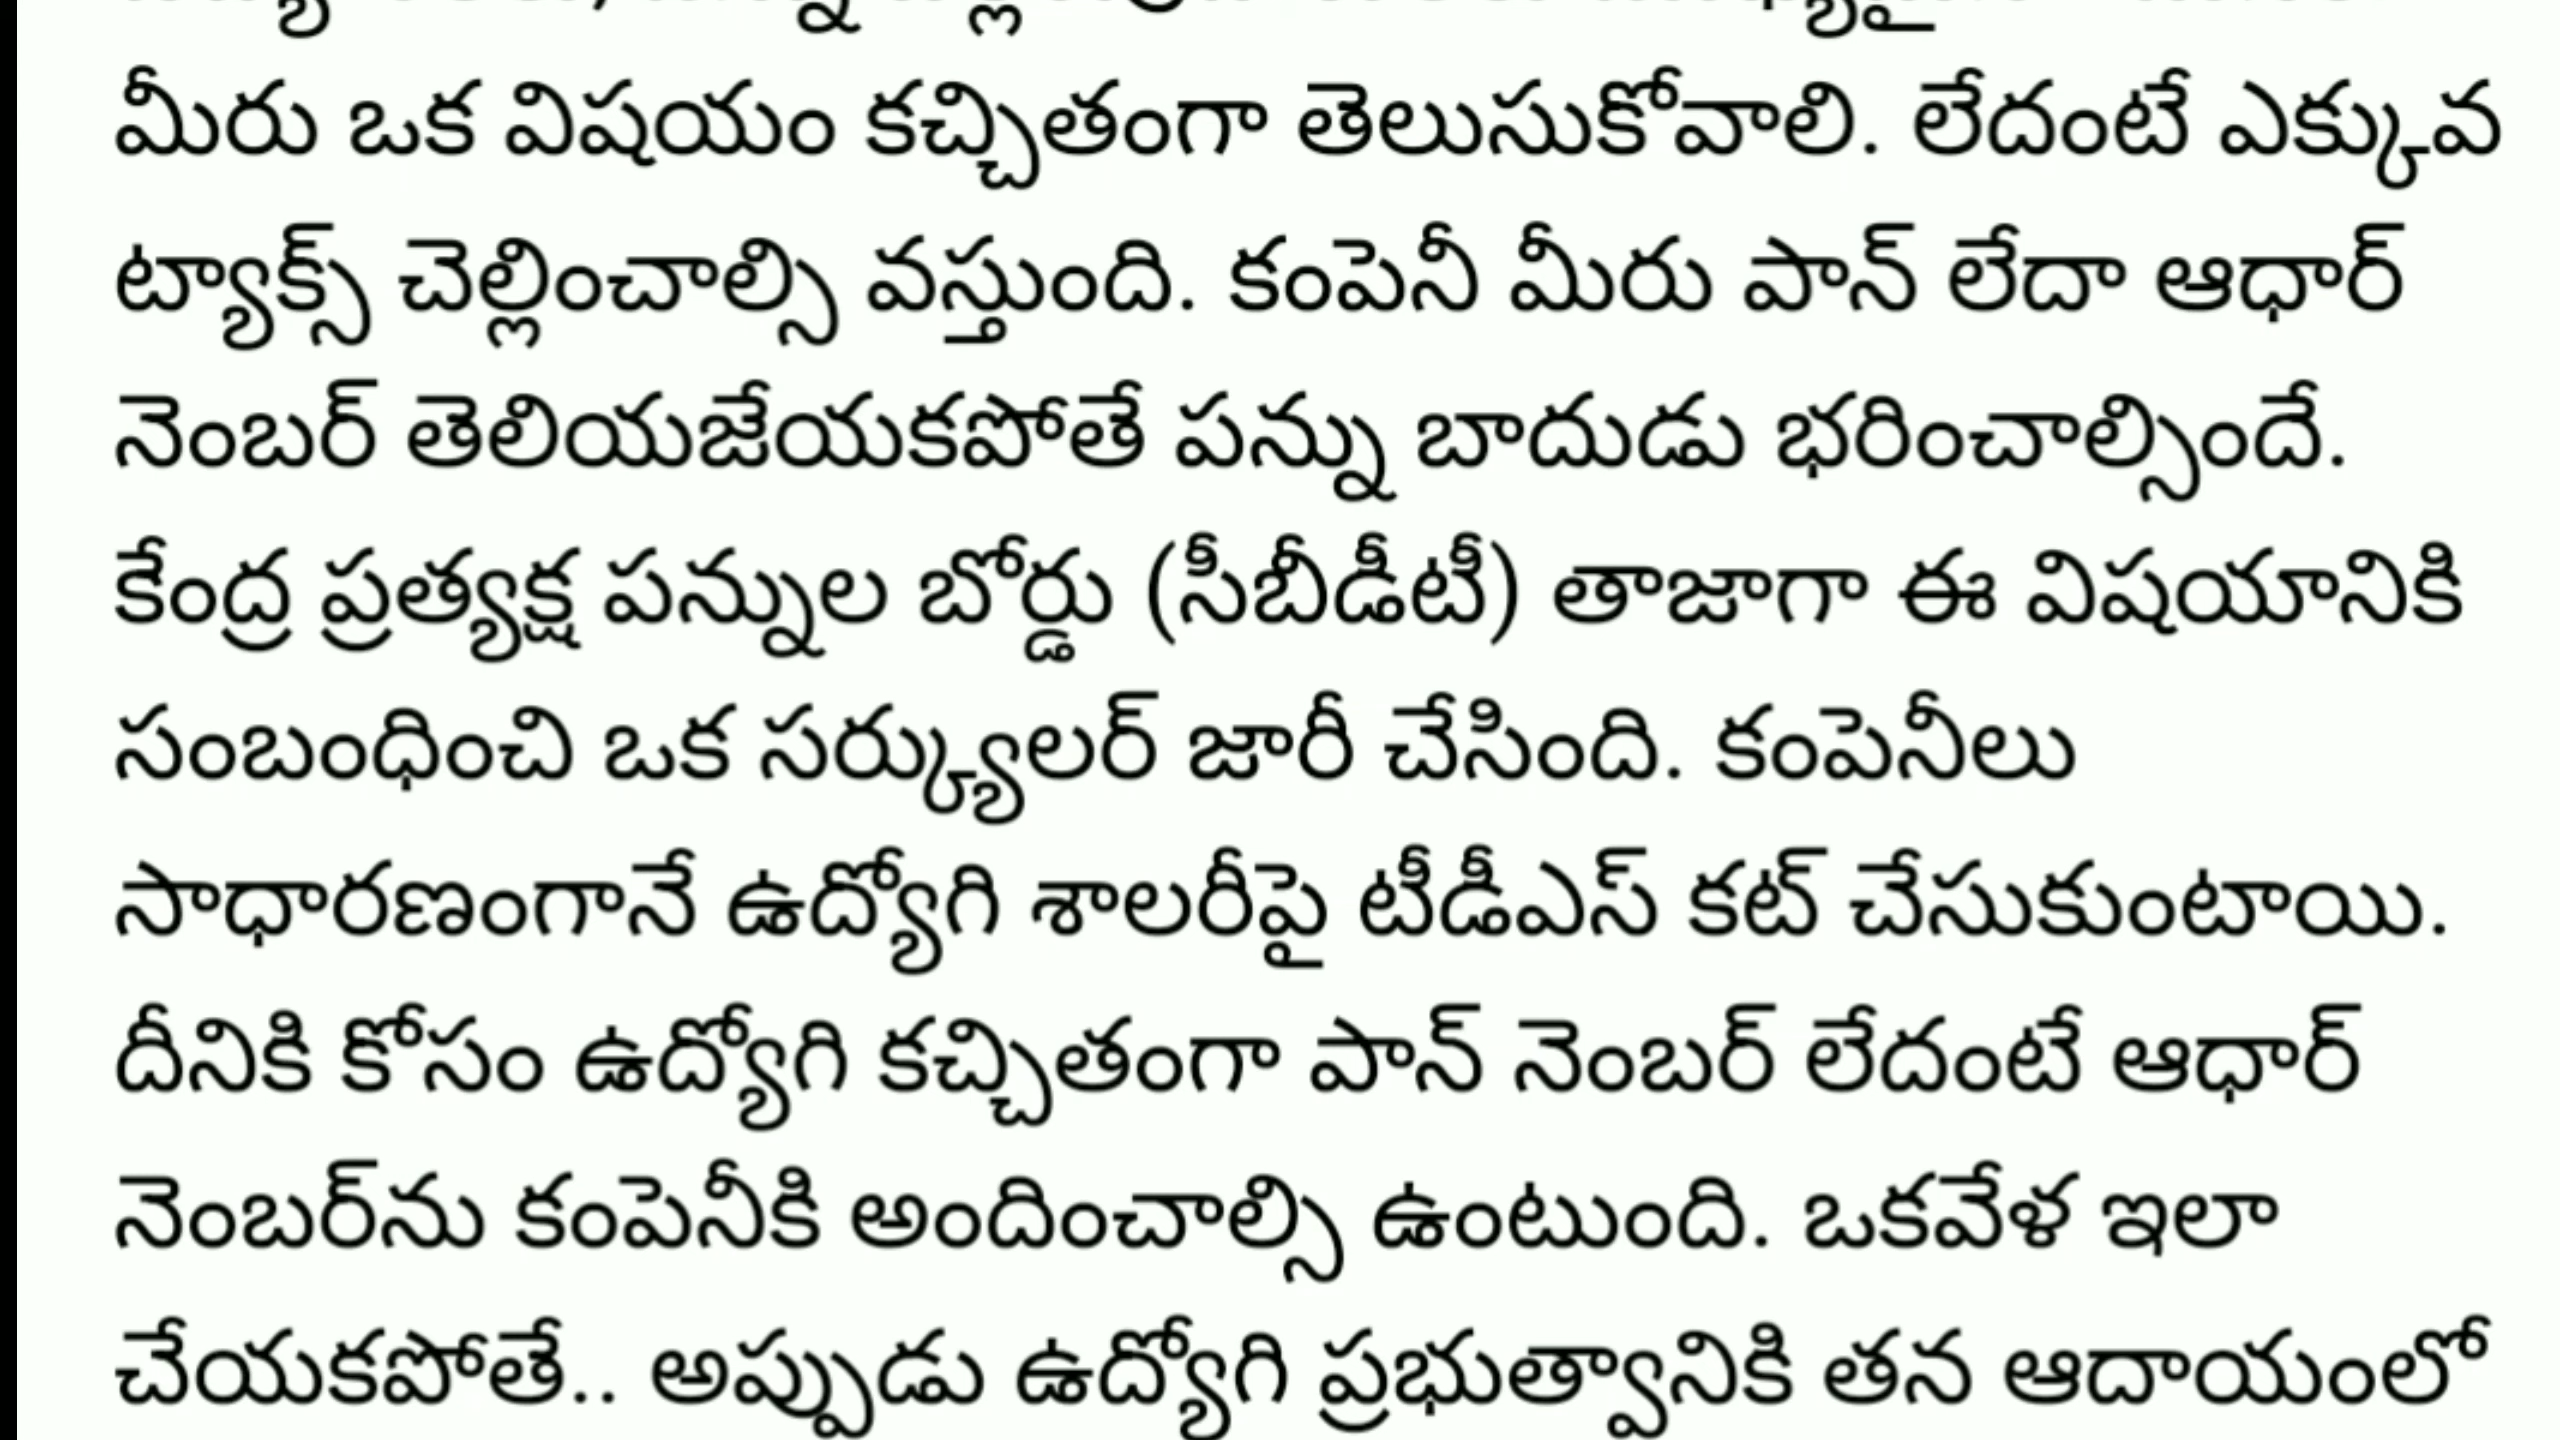 మీరు ఒక విషయం కచ్చితంగా తెలుసుకోవాలి. లేదంటే ఎక్కువ
ట్యాక్స్ చెల్లించాల్సి వస్తుంది. కంపెనీ మీరు పాన్ లేదా ఆధార్
నెంబర్ తెలియజేయకపోతే పన్ను బాదుడు భరించాల్సిందే.
కేంద్ర ప్రత్యక్ష పన్నుల బోర్డు (సీబీడీటీ) తాజాగా ఈ విషయానికి
సంబంధించి ఒక సర్క్యులర్ జారీ చేసింది. కంపెనీలు
సాధారణంగానే ఉద్యోగి శాలరీపై టీడీఎస్ కట్ చేసుకుంటాయి.
దీనికి కోసం ఉద్యోగి కచ్చితంగా పాన్ నెంబర్ లేదంటే ఆధార్
నెంబర్‌ను కంపెనీకి అందించాల్సి ఉంటుంది. ఒకవేళ ఇలా
చేయకపోతే.. అప్పుడు ఉద్యోగి ప్రభుత్వానికి తన ఆదాయంలో